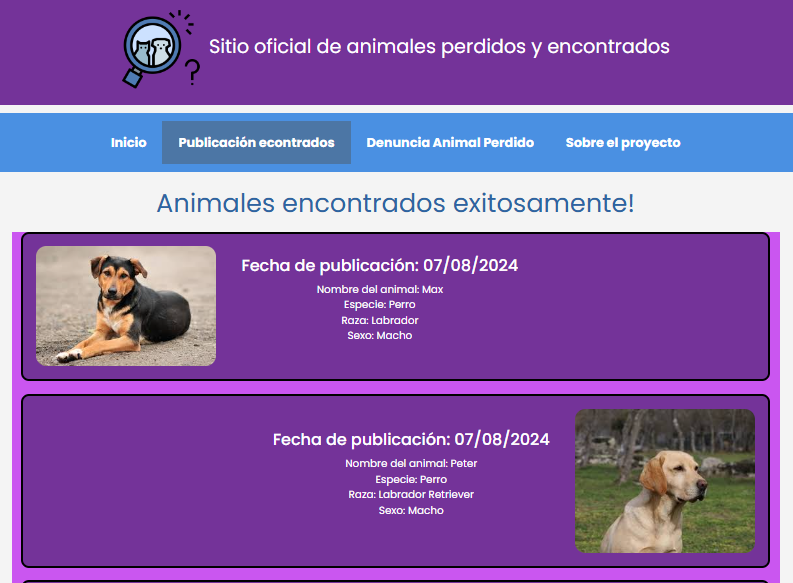 Sitio oficial de animales perdidos y encontrados
Inicio
Publicación econtrados
Denuncia Animal Perdido
Sobre el proyecto
Animales encontrados exitosamente!
Fecha de publicación: 07/08/2024
Nombre del animal: Max
Especie: Perro
Raza: Labrador
Sexo: Macho
Fecha de publicación: 07/08/2024
Nombre del animal: Peter
Especie: Perro
Raza: Labrador Retriever
Sexo: Macho